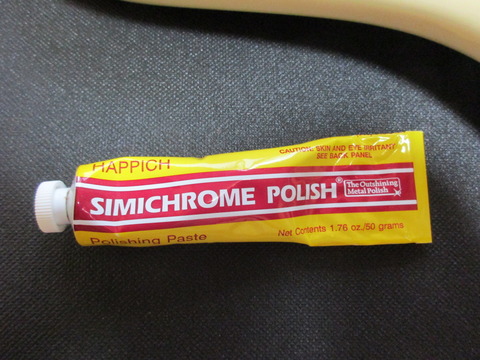 HAPPICH
CAUTION: SKIN AND EYE IRRITANT
SEE BACK PANEL
SIMICHROME POLISH®
The Outshining
Metal Polish
Polishing Paste
Net Contents 1.76 oz./50 grams